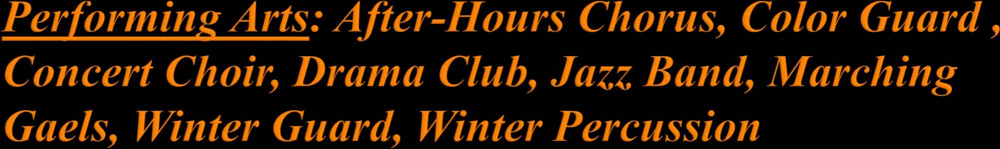 Performing Arts: After-Hours Chorus, Color Guard ,
Concert Choir, Drama Club, Jazz Band, Marching
Gaels, Winter Guard, Winter Percussion